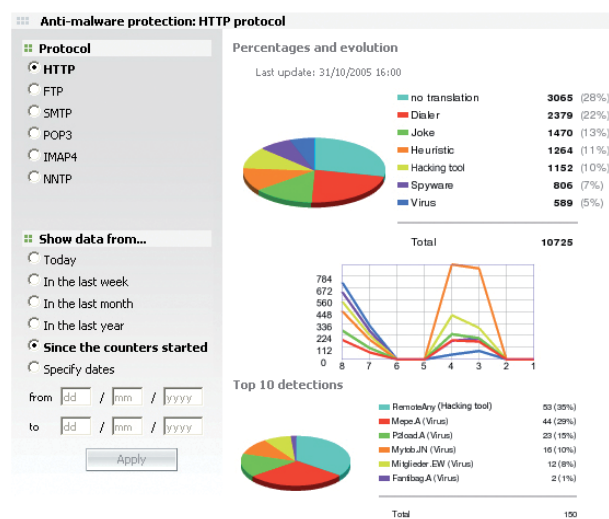 Anti-malware protection: HTTP protocol
Protocol
HTTP
FTP
SMTP
POP3
IMAP4
NNTP
Show data from...
Today
In the last week
In the last month
In the last year
Since the counters started
Specify dates
from dd / mm / yyyy
to dd / mm / yyyy
Apply
Percentages and evolution
Last update: 31/10/2005 16:00
no translation 3065 (28%)
Dialer 2379 (22%)
Joke 1470 (13%)
Heuristic 1264 (11%)
Hacking tool 1152 (10%)
Spyware 806 (7%)
Virus 589 (5%)
Total 10725
784
672
560
448
336
224
112
0
8 7 6 5 4 3 2 1
Top 10 detections
RemoteAny (Hacking tool) 53 (35%)
Mepe.A (Virus) 44 (29%)
P2load.A (Virus) 23 (15%)
Mytob.JN (Virus) 16 (10%)
Mitglieder.EW (Virus) 12 (8%)
Fantibag.A (Virus) 2 (1%)
Total 150